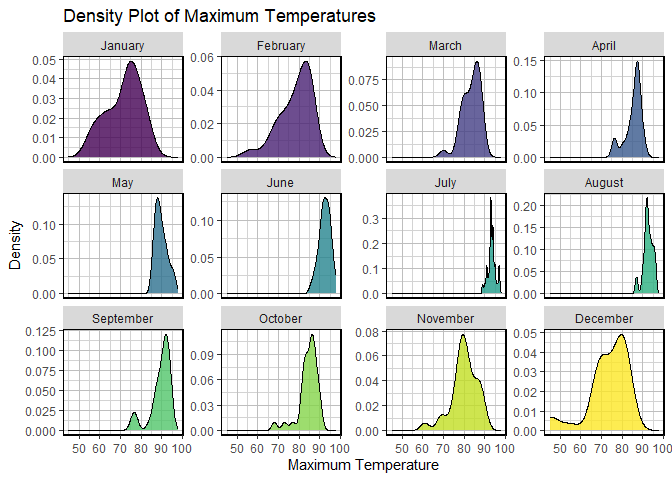 Density Plot of Maximum Temperatures
January February March April
0.05 0.06 0.15
0.04 0.075
0.03 0.04 0.10
0.050
0.02 0.02 0.05
0.01 0.025
0.00 0.00 0.000 0.00
May June July August
0.20
0.10 0.10 0.3 0.15
0.2 0.10
0.05 0.05 0.1 0.05
0.00 0.00 0.0 0.00
September October November December
0.125 0.08 0.05
0.100 0.09 0.06 0.04
0.075 0.03
0.06 0.04
0.050 0.02
0.025 0.03 0.02 0.01
0.000 0.00 0.00 0.00
50 60 70 80 90 100 50 60 70 80 90 100 50 60 70 80 90 100 50 60 70 80 90 100
Maximum Temperature
Density